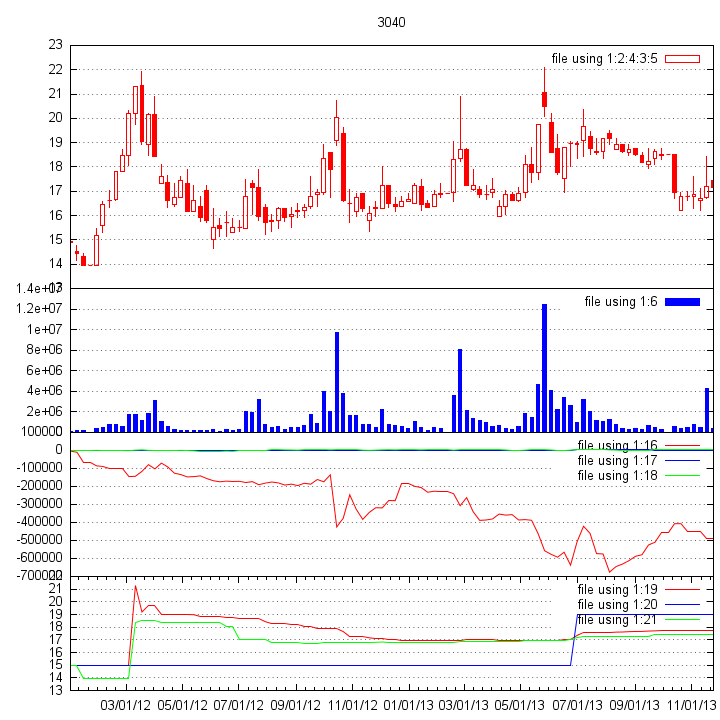 3040
23
file using 1:2:4:3:5
22
21
20
19
18
17
16
15
14
13
1.4e+07
file using 1:6
1.2e+07
1e+07
8e+06
6e+06
4e+06
2e+06
100000
0
file using 1:16
file using 1:17
-100000
file using 1:18
-200000
-300000
-400000
-500000
-600000
-700000
22
21
file using 1:19
20
file using 1:20
19
file using 1:21
18
17
16
15
14
13
03/01/12 05/01/12 07/01/12 09/01/12 11/01/12 01/01/13 03/01/13 05/01/13 07/01/13 09/01/13 11/01/13